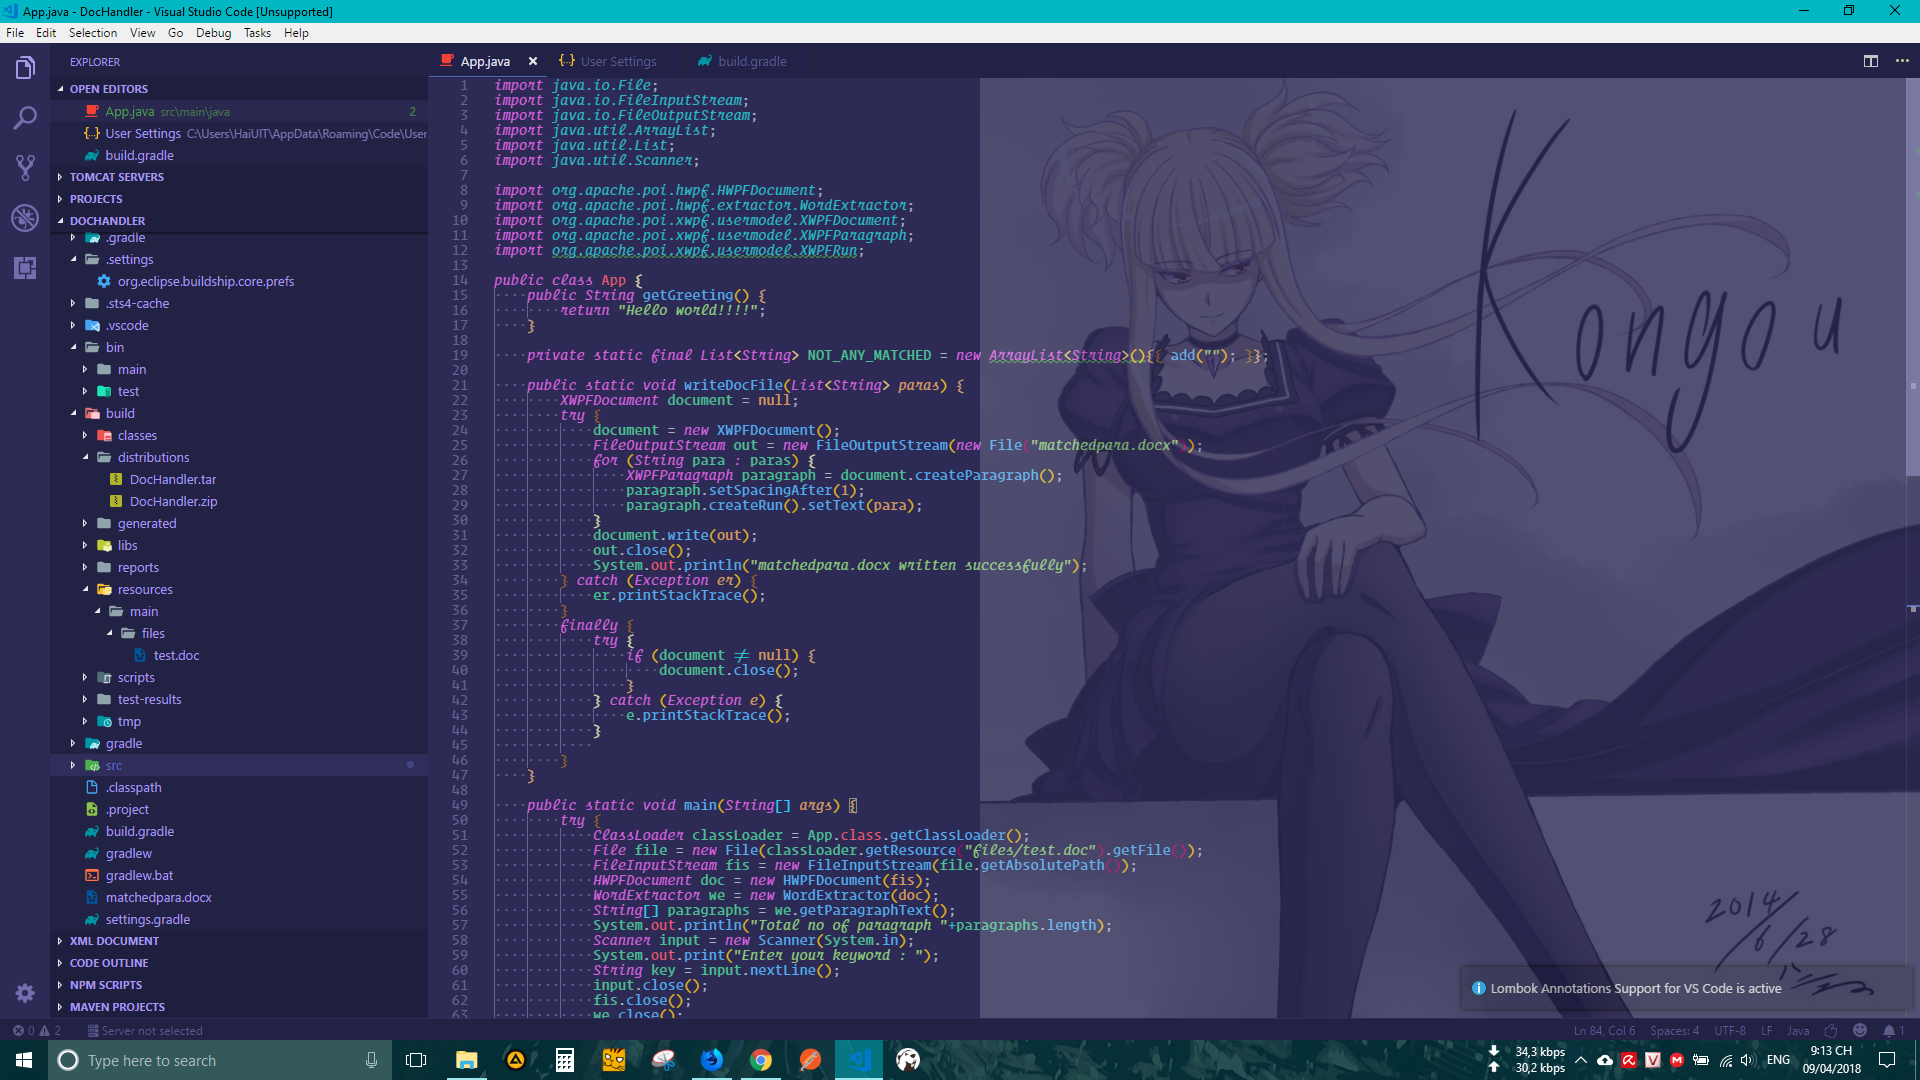 App.java - DocHandler - Visual Studio Code [Unsupported]
File Edit Selection View Go Debug Tasks Help
EXPLORER
OPEN EDITORS
App.java src\main\java 2
User Settings C:\Users\HaiUIT\AppData\Roaming\Code\User
build.gradle
TOMCAT SERVERS
PROJECTS
DOCHANDLER
.gradle
.settings
org.eclipse.buildship.core.prefs
.sts4-cache
.vscode
bin
main
test
build
classes
distributions
DocHandler.tar
DocHandler.zip
generated
libs
reports
resources
main
files
test.doc
scripts
test-results
tmp
gradle
src
.classpath
.project
build.gradle
gradlew
gradlew.bat
matchedpara.docx
settings.gradle
XML DOCUMENT
CODE OUTLINE
NPM SCRIPTS
MAVEN PROJECTS
App.java User Settings build.gradle
1 import java.io.File;
2 import java.io.FileInputStream;
3 import java.io.FileOutputStream;
4 import java.util.ArrayList;
5 import java.util.List;
6 import java.util.Scanner;
7
8 import org.apache.poi.hwpf.HWPFDocument;
9 import org.apache.poi.hwpf.extractor.WordExtractor;
10 import org.apache.poi.xwpf.usermodel.XWPFDocument;
11 import org.apache.poi.xwpf.usermodel.XWPFParagraph;
12 import org.apache.poi.xwpf.usermodel.XWPFRun;
13
14 public class App {
15 public String getGreeting() {
16 return "Hello world!!!!";
17 }
18
19 private static final List<String> NOT_ANY_MATCHED = new ArrayList<String>(){{ add(""); }};
20
21 public static void writeDocFile(List<String> paras) {
22 XWPFDocument document = null;
23 try {
24 document = new XWPFDocument();
25 FileOutputStream out = new FileOutputStream(new File("matchedpara.docx"));
26 for (String para : paras) {
27 XWPFParagraph paragraph = document.createParagraph();
28 paragraph.setSpacingAfter(1);
29 paragraph.createRun().setText(para);
30 }
31 document.write(out);
32 out.close();
33 System.out.println("matchedpara.docx written successfully");
34 } catch (Exception er) {
35 er.printStackTrace();
36 }
37 finally {
38 try {
39 if (document != null) {
40 document.close();
41 }
42 } catch (Exception e) {
43 e.printStackTrace();
44 }
45
46 }
47 }
48
49 public static void main(String[] args) {
50 try {
51 ClassLoader classLoader = App.class.getClassLoader();
52 File file = new File(classLoader.getResource("files/test.doc").getFile());
53 FileInputStream fis = new FileInputStream(file.getAbsolutePath());
54 HWPFDocument doc = new HWPFDocument(fis);
55 WordExtractor we = new WordExtractor(doc);
56 String[] paragraphs = we.getParagraphText();
57 System.out.println("Total no of paragraph "+paragraphs.length);
58 Scanner input = new Scanner(System.in);
59 System.out.print("Enter your keyword : ");
60 String key = input.nextLine();
61 input.close();
62 fis.close();
63 we.close();
Kongou
2014
6/28
Lombok Annotations Support for VS Code is active
0 2 Server not selected
Ln 84, Col 6 Spaces: 4 UTF-8 LF Java 1
Type here to search
34,3 kbps
30,2 kbps
ENG
9:13 CH
09/04/2018